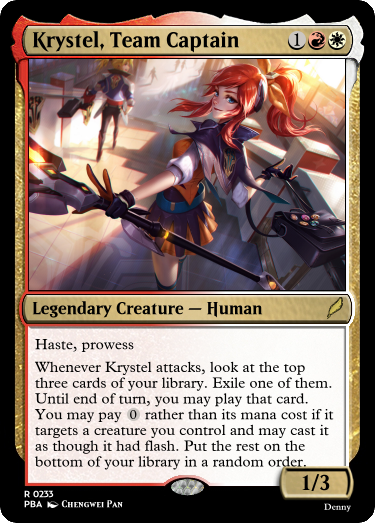 Krystel, Team Captain 1
Legendary Creature — Human
Haste, prowess
Whenever Krystel attacks, look at the top
three cards of your library. Exile one of them.
Until end of turn, you may play that card.
You may pay 0 rather than its mana cost if it
targets a creature you control and may cast it
as though it had flash. Put the rest on the
bottom of your library in a random order.
1/3
R 0233
PBA Chengwei Pan
Denny